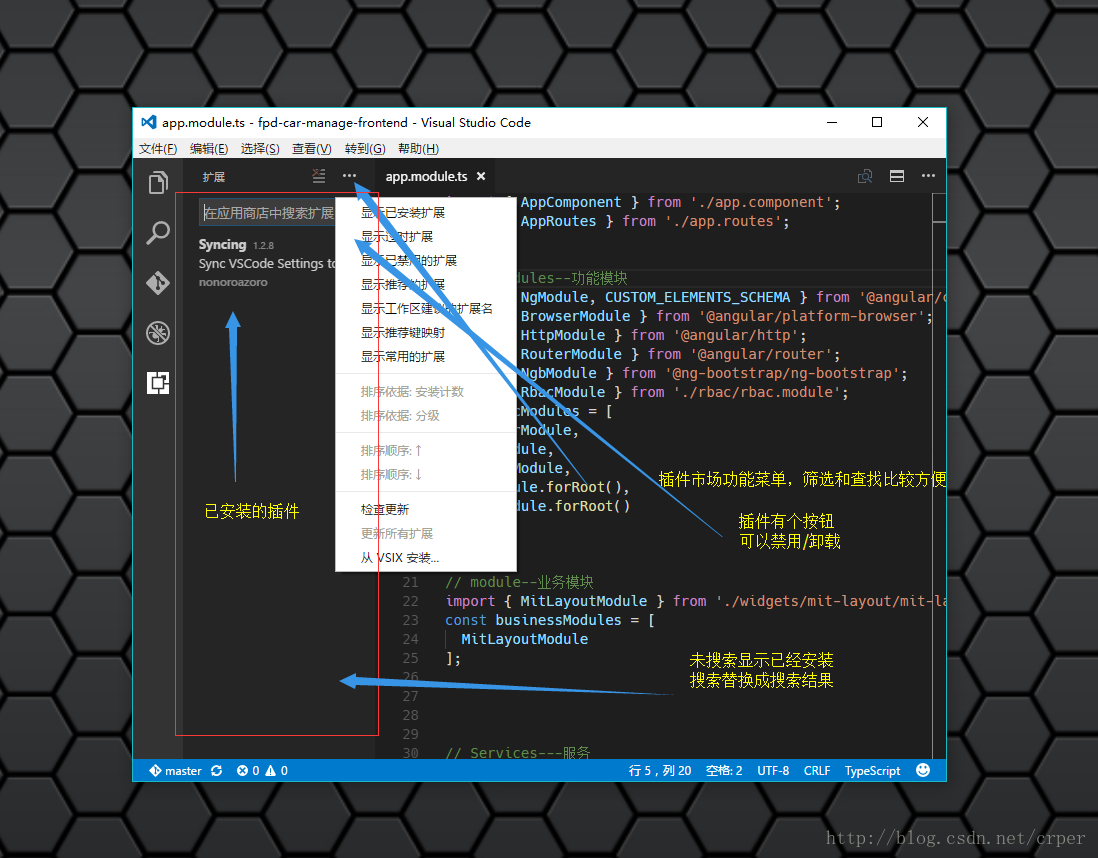 app.module.ts - fpd-car-manage-frontend - Visual Studio Code
文件(F) 编辑(E) 选择(S) 查看(V) 转到(G) 帮助(H)
扩展
app.module.ts
在应用商店中搜索扩展
Syncing 1.2.8
Sync VSCode Settings to
nonoroazoro
已安装的插件
显示已安装扩展
显示过时扩展
显示已禁用的扩展
显示推荐的扩展
显示工作区建议的扩展名
显示推荐键映射
显示常用的扩展
排序依据: 安装计数
排序依据: 分级
排序顺序: ↑
排序顺序: ↓
检查更新
更新所有扩展
从 VSIX 安装...
AppComponent } from './app.component';
AppRoutes } from './app.routes';
dules--功能模块
NgModule, CUSTOM_ELEMENTS_SCHEMA } from '@angular/c
BrowserModule } from '@angular/platform-browser';
HttpModule } from '@angular/http';
RouterModule } from '@angular/router';
NgbModule } from '@ng-bootstrap/ng-bootstrap';
RbacModule } from './rbac/rbac.module';
cModules = [
rModule,
dule,
Module,
ule.forRoot(),
dule.forRoot()
插件市场功能菜单，筛选和查找比较方便
插件有个按钮
可以禁用/卸载
21 // module--业务模块
22 import { MitLayoutModule } from './widgets/mit-layout/mit-la
23 const businessModules = [
24 MitLayoutModule
25 ];
26
27
28
29
30 // Services---服务
未搜索显示已经安装
搜索替换成搜索结果
master 0 0 行 5，列 20 空格: 2 UTF-8 CRLF TypeScript
http://blog.csdn.net/crper